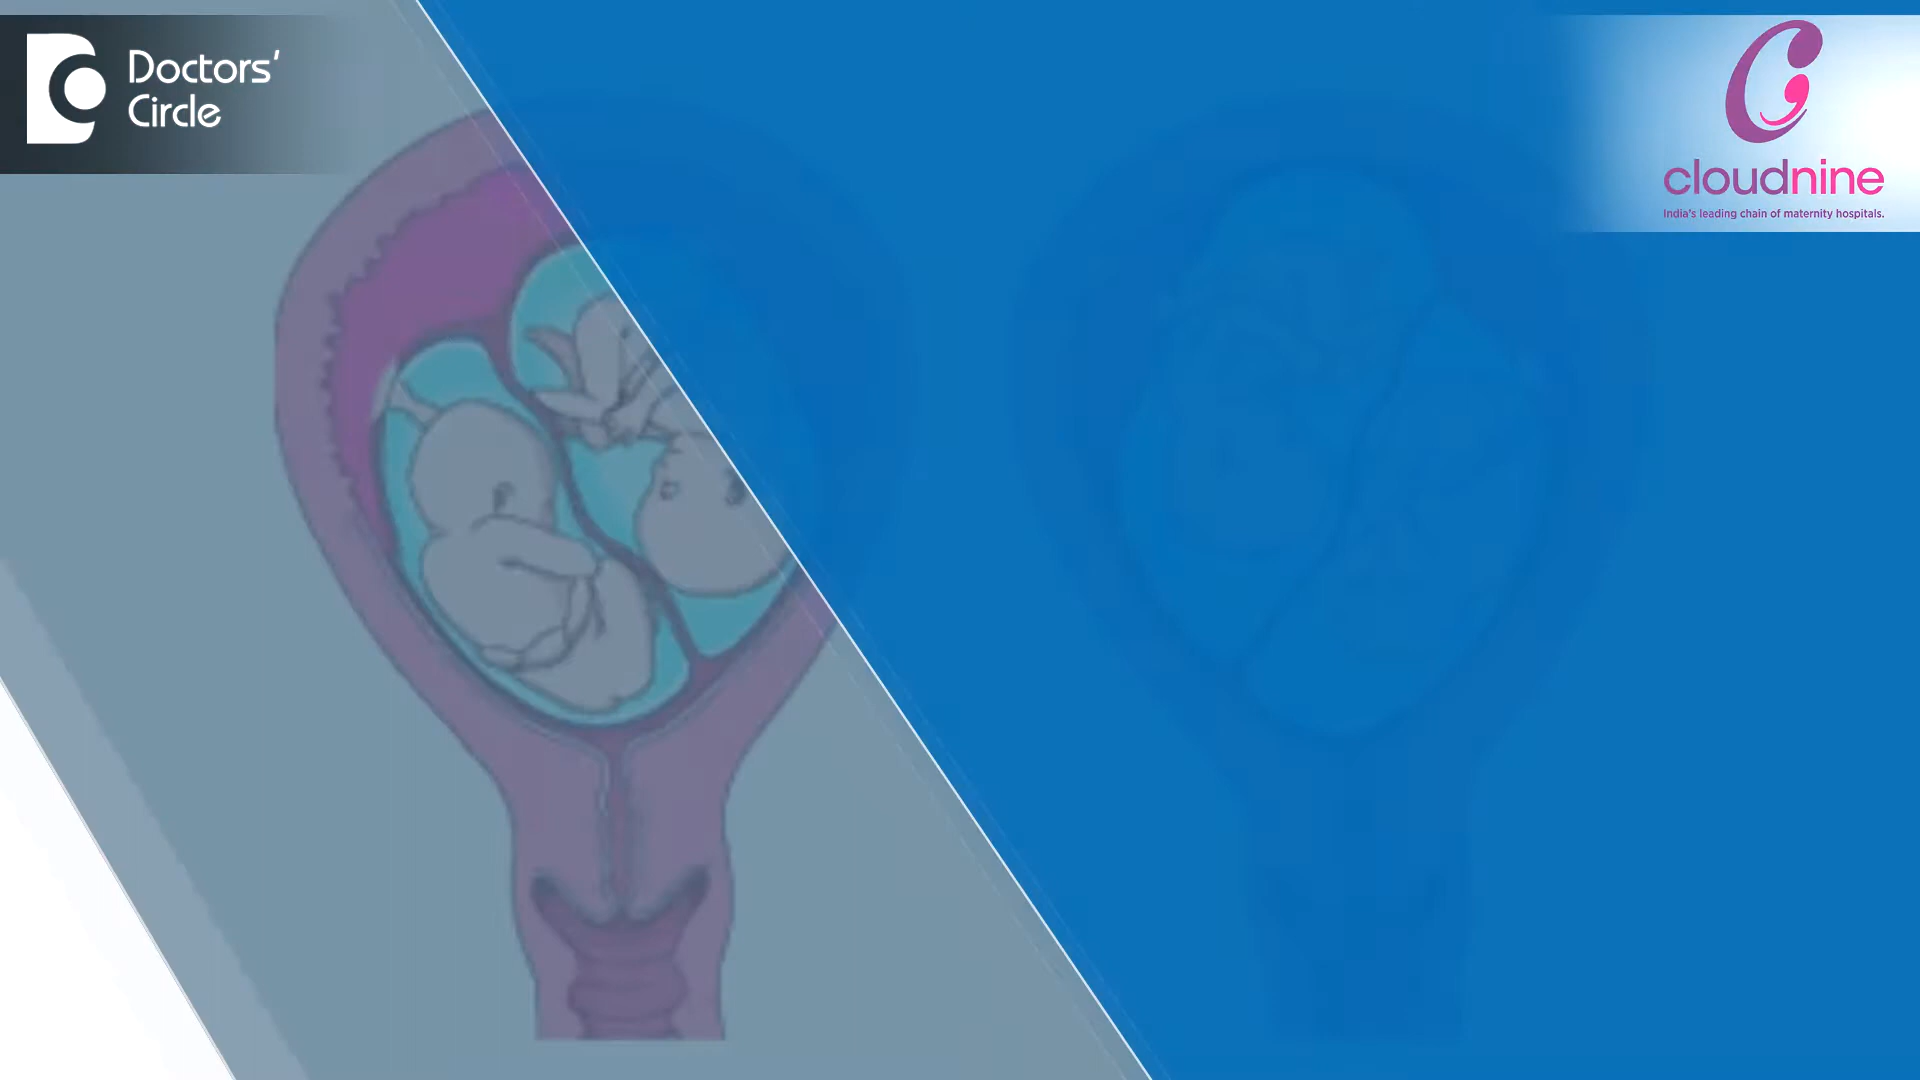 Doctors'
Circle
cloudnine
India's leading chain of maternity hospitals.